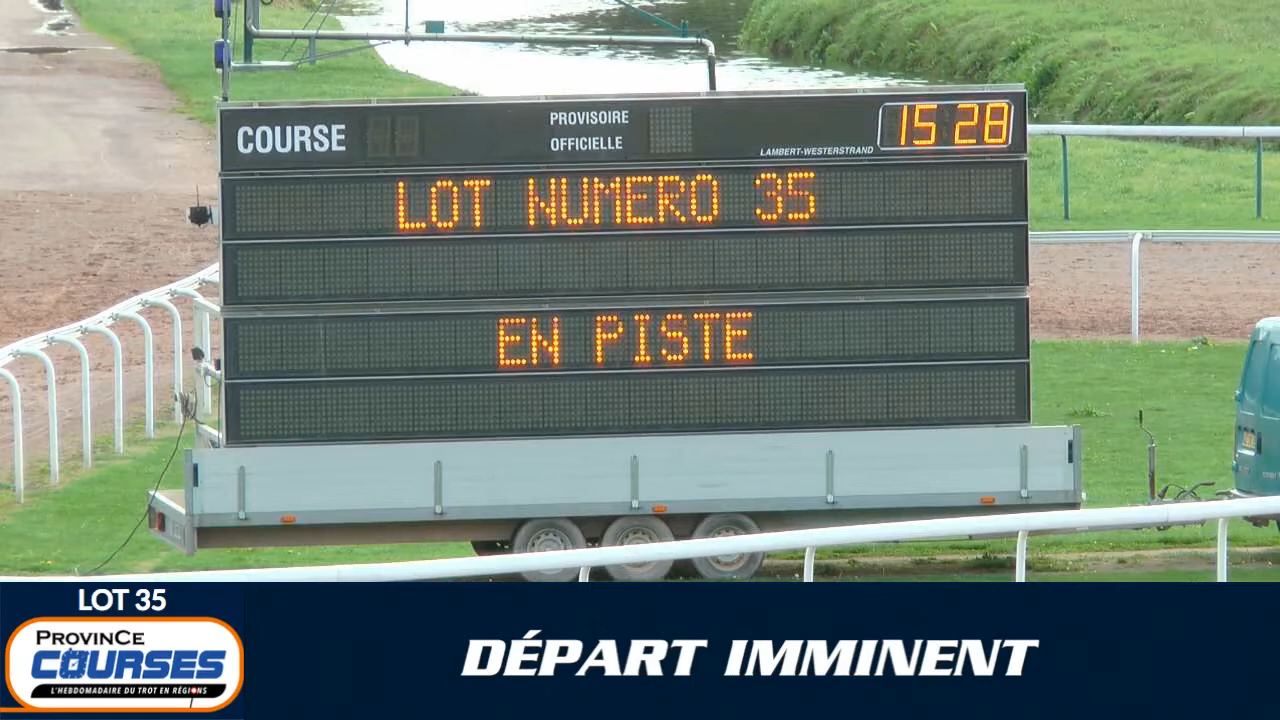 COURSE
PROVISOIRE
OFFICIELLE
LAMBERT-WESTERSTRAND
15 28
LOT NUMERO 35
EN PISTE
LOT 35
PROVINCE
COURSES
L'HEBDOMADAIRE DU TROT EN RÉGIONS
DÉPART IMMINENT